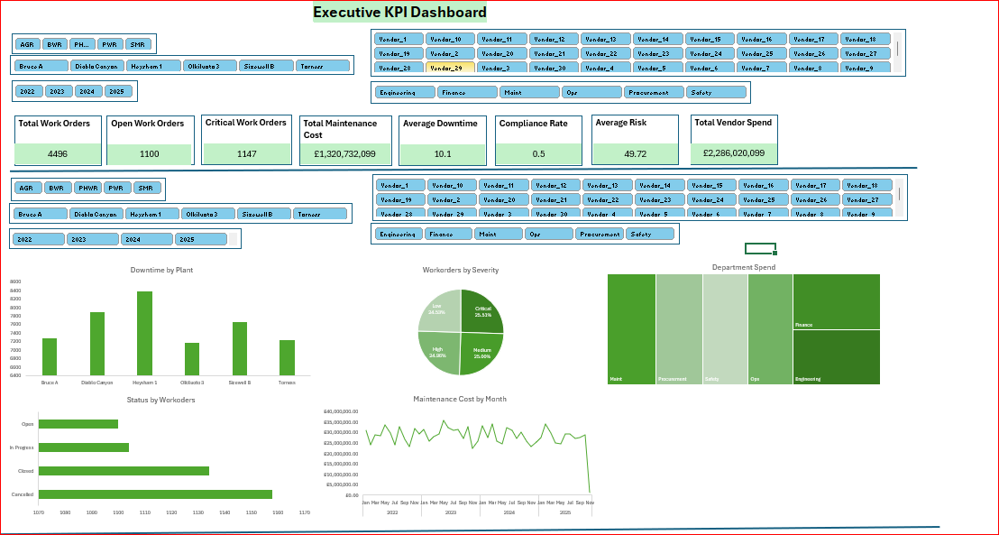 Executive KPI Dashboard
AGR BWR PH... PWR SMR
Bruce A Diablo Canyon Heysham 1 Olkiluoto 3 Sizewell B Torness
2022 2023 2024 2025
Vendor_1 Vendor_10 Vendor_11 Vendor_12 Vendor_13 Vendor_14 Vendor_15 Vendor_16 Vendor_17 Vendor_18
Vendor_19 Vendor_2 Vendor_20 Vendor_21 Vendor_22 Vendor_23 Vendor_24 Vendor_25 Vendor_26 Vendor_27
Vendor_28 Vendor_29 Vendor_3 Vendor_30 Vendor_4 Vendor_5 Vendor_6 Vendor_7 Vendor_8 Vendor_9
Engineering Finance Maint Ops Procurement Safety
Total Work Orders
4496
Open Work Orders
1100
Critical Work Orders
1147
Total Maintenance
Cost
£1,320,732,099
Average Downtime
10.1
Compliance Rate
0.5
Average Risk
49.72
Total Vendor Spend
£2,286,020,099
AGR BWR PHWR PWR SMR
Bruce A Diablo Canyon Heysham 1 Olkiluoto 3 Sizewell B Torness
2022 2023 2024 2025
Vendor_1 Vendor_10 Vendor_11 Vendor_12 Vendor_13 Vendor_14 Vendor_15 Vendor_16 Vendor_17 Vendor_18
Vendor_19 Vendor_2 Vendor_20 Vendor_21 Vendor_22 Vendor_23 Vendor_24 Vendor_25 Vendor_26 Vendor_27
Vendor_28 Vendor_29 Vendor_3 Vendor_30 Vendor_4 Vendor_5 Vendor_6 Vendor_7 Vendor_8 Vendor_9
Engineering Finance Maint Ops Procurement Safety
Downtime by Plant
8600
8400
8200
8000
7800
7600
7400
7200
7000
6800
6600
6400
Bruce A Diablo Canyon Heysham 1 Olkiluoto 3 Sizewell B Torness
Workorders by Severity
Low
24.50%
Critical
25.51%
High
Medium
25.00%
Department Spend
Maint
Procurement
Safety
Ops
Finance
Engineering
Status by Workoders
Open
In Progress
Closed
Cancelled
1070 1080 1090 1100 1110 1120 1130 1140 1150 1160 1170
Maintenance Cost by Month
£40,000,000.00
£35,000,000.00
£30,000,000.00
£25,000,000.00
£20,000,000.00
£15,000,000.00
£10,000,000.00
£5,000,000.00
£0.00
Jan Mar May Jul Sep Nov Jan Mar May Jul Sep Nov Jan Mar May Jul Sep Nov Jan Mar May Jul Sep Nov
2022 2023 2024 2025